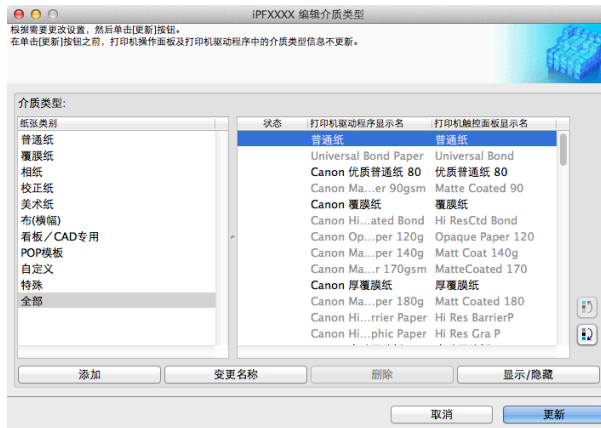 iPFXXXX 编辑介质类型
根据需要更改设置，然后单击[更新]按钮。
在单击[更新]按钮之前，打印机操作面板及打印机驱动程序中的介质类型信息不更新。
介质类型:
纸张类别
普通纸
覆膜纸
相纸
校正纸
美术纸
布(横幅)
看板／CAD专用
POP模板
自定义
特殊
全部
状态 打印机驱动程序显示名 打印机触控面板显示名
普通纸 普通纸
Universal Bond Paper Universal Bond
Canon 优质普通纸 80 优质普通纸 80
Canon Ma...er 90gsm Matte Coated 90
Canon 覆膜纸 覆膜纸
Canon Hi...ated Bond Hi ResCtd Bond
Canon Op...per 120g Opaque Paper 120
Canon Ma...per 140g Matt Coat 140g
Canon Ma...r 170gsm MatteCoated 170
Canon 厚覆膜纸 厚覆膜纸
Canon Ma...per 180g Matt Coated 180
Canon Hi...rrier Paper Hi Res BarrierP
Canon Hi...phic Paper Hi Res Gra P
添加 变更名称 删除 显示/隐藏
取消 更新